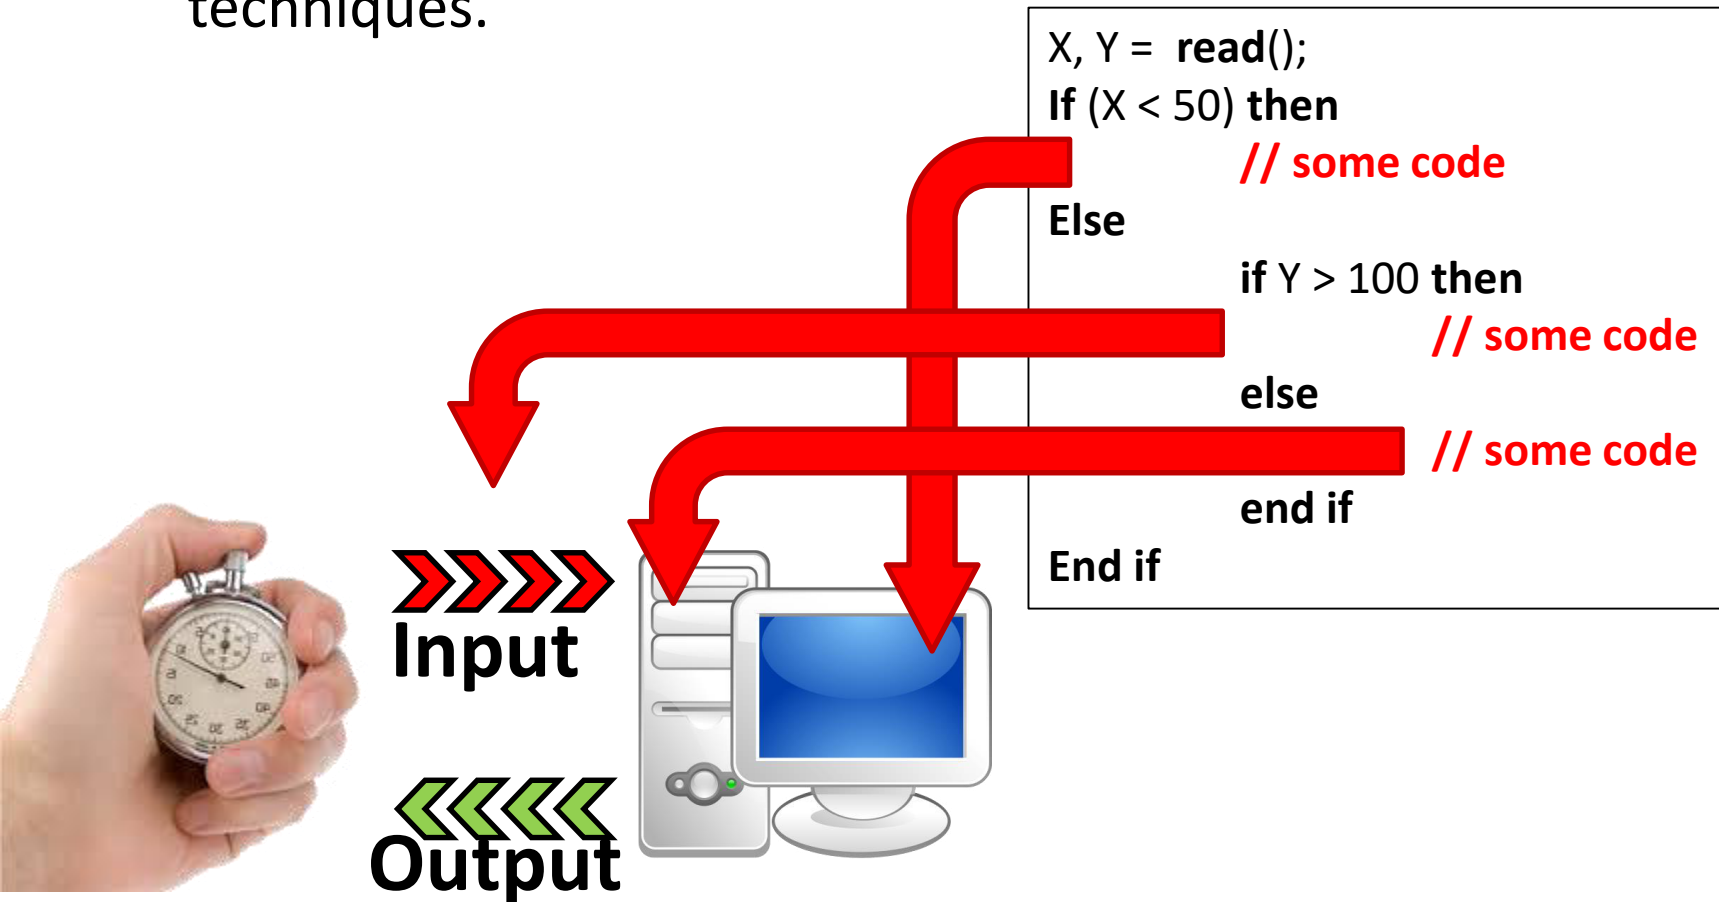 techniques.
X, Y = read();
If (X < 50) then
// some code
Else
if Y > 100 then
// some code
else
// some code
end if
End if
Input
Output